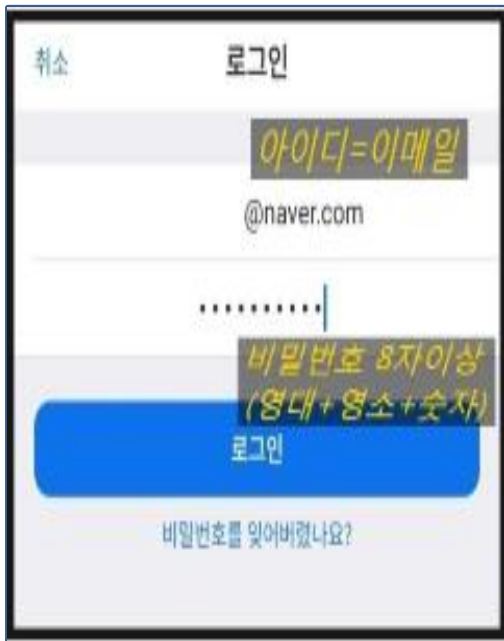 취소 로그인
아이디=이메일
@naver.com
••••••••••
비밀번호 8자이상
(영대+영소+숫자)
로그인
비밀번호를 잊어버렸나요?